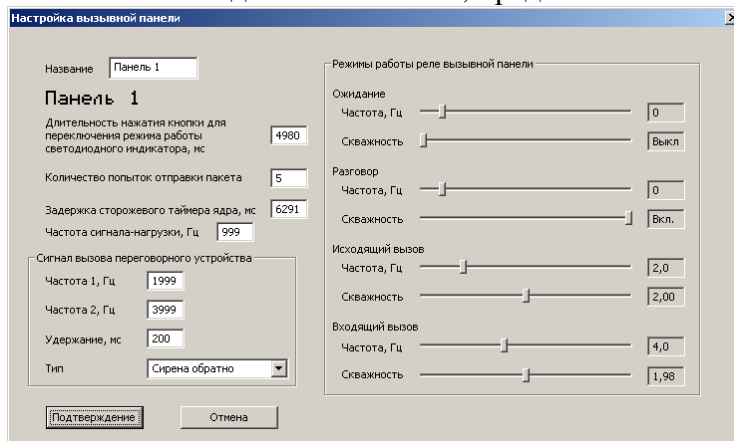 Настройка вызывной панели
Название Панель 1
Панель 1
Длительность нажатия кнопки для
переключения режима работы
светодиодного индикатора, мс 4980
Количество попыток отправки пакета 5
Задержка сторожевого таймера ядра, мс 6291
Частота сигнала-нагрузки, Гц 999
Сигнал вызова переговорного устройства
Частота 1, Гц 1999
Частота 2, Гц 3999
Удержание, мс 200
Тип Сирена обратно
Подтверждение Отмена
Режимы работы реле вызывной панели
Ожидание
Частота, Гц 0
Скважность Выкл
Разговор
Частота, Гц 0
Скважность Вкл.
Исходящий вызов
Частота, Гц 2,0
Скважность 2,00
Входящий вызов
Частота, Гц 4,0
Скважность 1,98